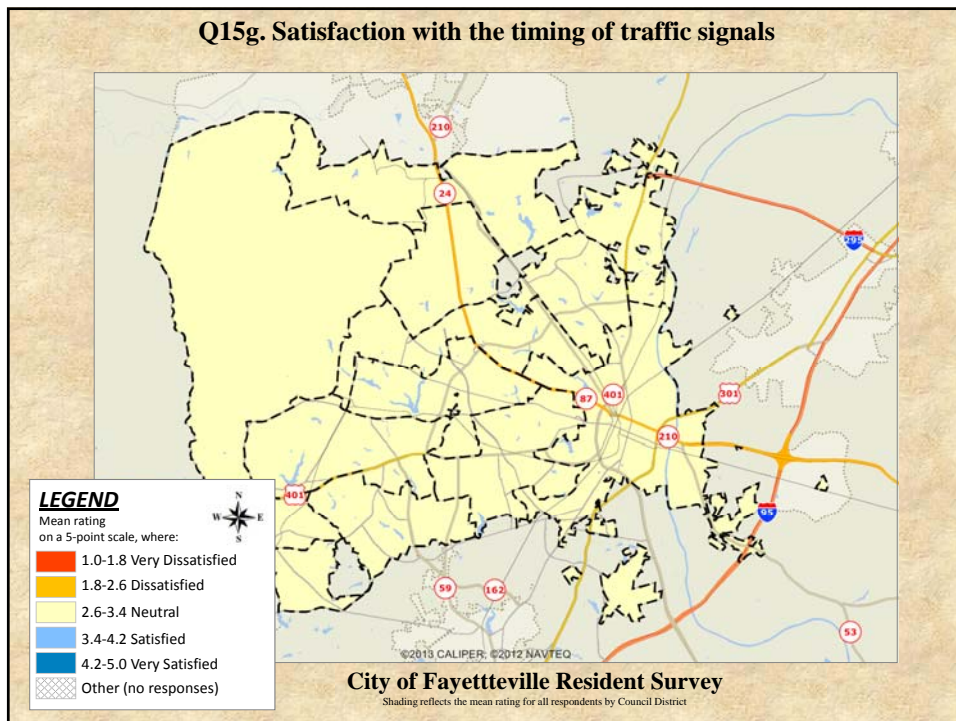 Q15g. Satisfaction with the timing of traffic signals
210
24
295
301
87
401
210
401
95
59
162
53
LEGEND
Mean rating
on a 5-point scale, where:
N
W E
S
1.0-1.8 Very Dissatisfied
1.8-2.6 Dissatisfied
2.6-3.4 Neutral
3.4-4.2 Satisfied
4.2-5.0 Very Satisfied
Other (no responses)
©2013 CALIPER; ©2012 NAVTEQ
City of Fayettteville Resident Survey
Shading reflects the mean rating for all respondents by Council District